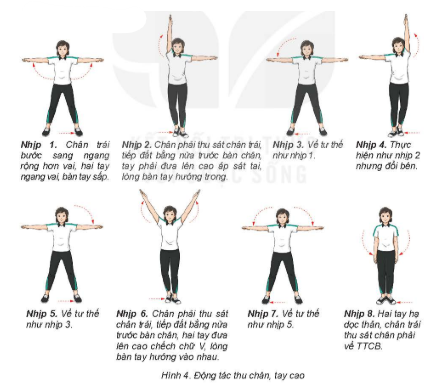 Nhịp 1. Chân trái
bước sang ngang
rộng hơn vai, hai tay
ngang vai, bàn tay sấp.
Nhịp 2. Chân phải thu sát chân trái,
tiếp đất bằng nửa trước bàn chân,
tay phải đưa lên cao áp sát tai,
lòng bàn tay hướng trong.
Nhịp 3. Về tư thế
như nhịp 1.
Nhịp 4. Thực
hiện như nhịp 2
nhưng đổi bên.
Nhịp 5. Về tư thế
như nhịp 3.
Nhịp 6. Chân phải thu sát
chân trái, tiếp đất bằng nửa
trước bàn chân, hai tay đưa
lên cao chếch chữ V, lòng
bàn tay hướng vào nhau.
Nhịp 7. Về tư thế
như nhịp 5.
Nhịp 8. Hai tay hạ
dọc thân, chân trái
thu sát chân phải
về TTCB.
Hình 4. Động tác thu chân, tay cao